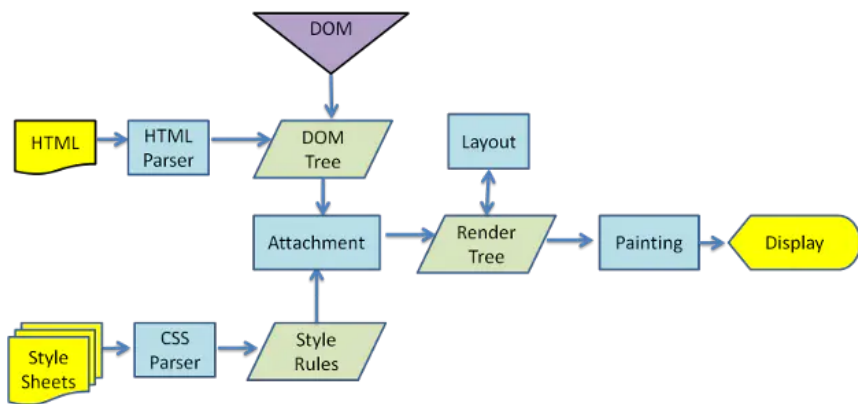 DOM
HTML
HTML
Parser
DOM
Tree
Layout
Attachment
Render
Tree
Painting
Display
Style
Sheets
CSS
Parser
Style
Rules